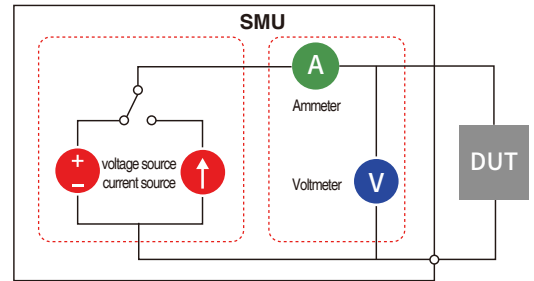 SMU
A
Ammeter
+
−
voltage source
current source
Voltmeter
V
DUT